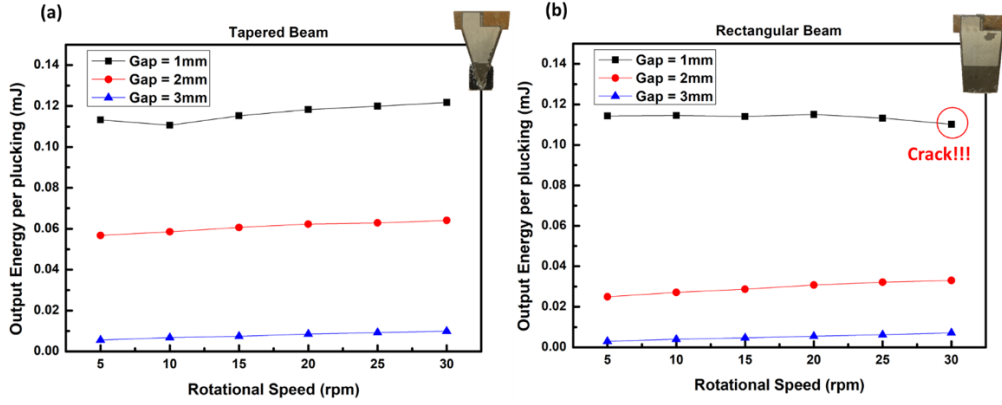 (a)
Tapered Beam
Gap = 1mm
Gap = 2mm
Gap = 3mm
Output Energy per plucking (mJ)
0.14
0.12
0.10
0.08
0.06
0.04
0.02
0.00
5 10 15 20 25 30
Rotational Speed (rpm)
(b)
Rectangular Beam
Gap = 1mm
Gap = 2mm
Gap = 3mm
Crack!!!
Output Energy per plucking (mJ)
0.14
0.12
0.10
0.08
0.06
0.04
0.02
0.00
5 10 15 20 25 30
Rotational Speed (rpm)